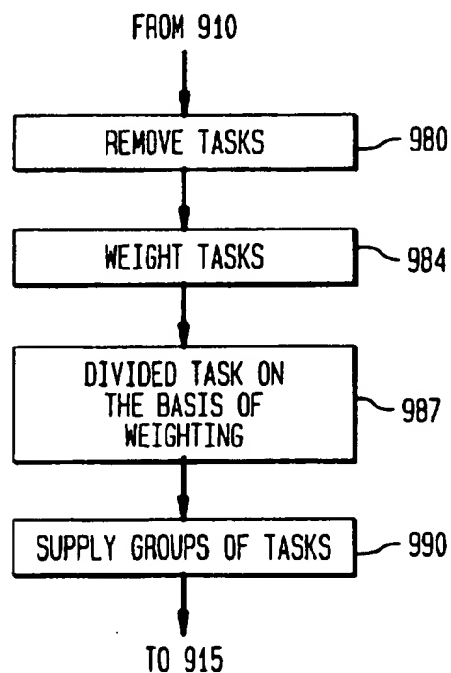 FROM 910
REMOVE TASKS
980
WEIGHT TASKS
984
DIVIDED TASK ON
THE BASIS OF
WEIGHTING
987
SUPPLY GROUPS OF TASKS
990
TO 915